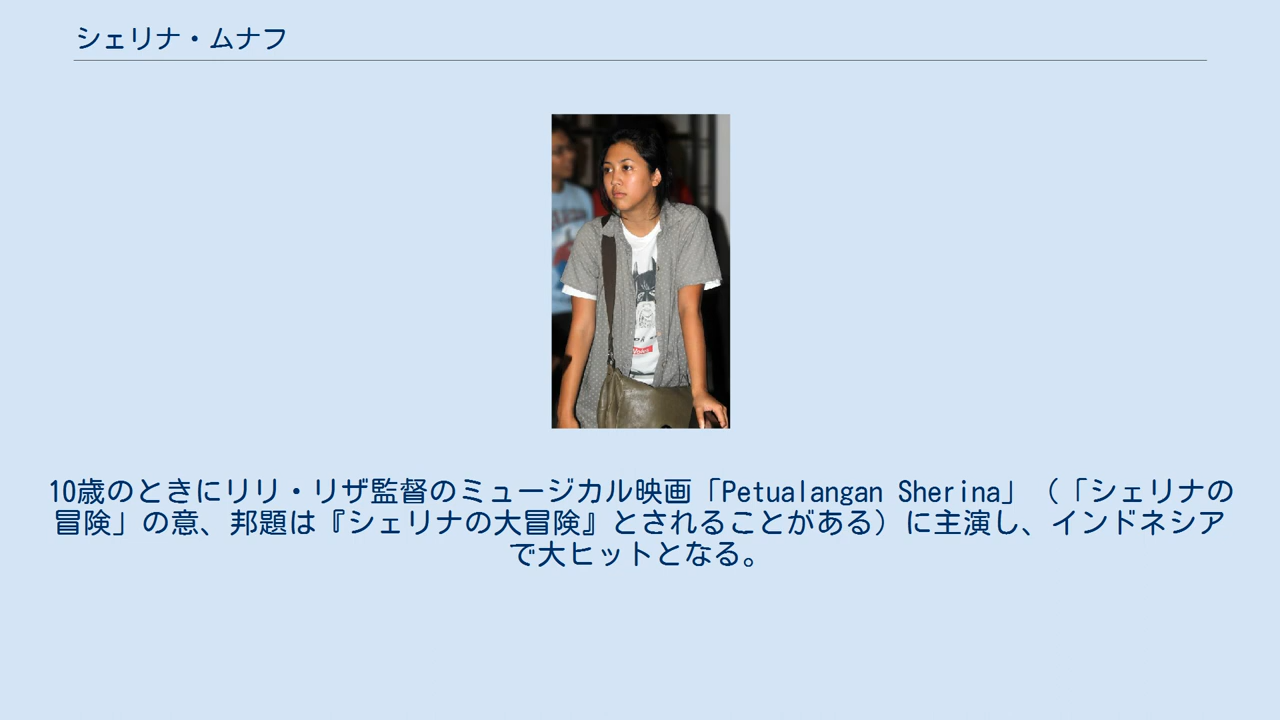 シェリナ・ムナフ
10歳のときにリリ・リザ監督のミュージカル映画「Petualangan Sherina」（「シェリナの
冒険」の意、邦題は『シェリナの大冒険』とされることがある）に主演し、インドネシア
で大ヒットとなる。